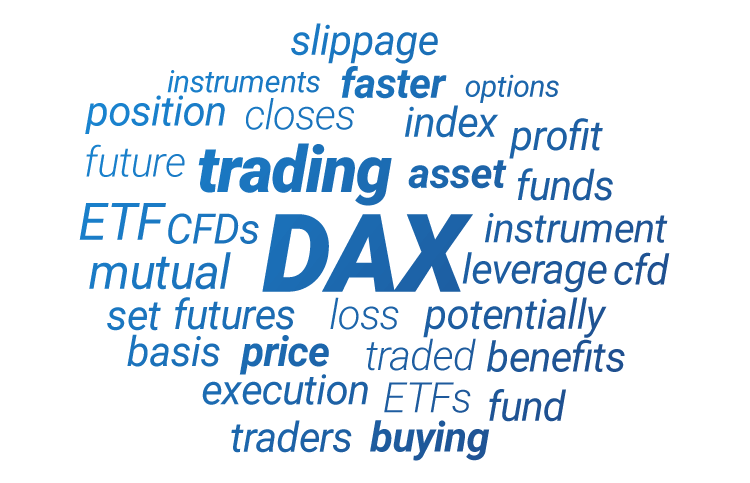 slippage
instruments faster options
position closes index profit
future trading asset funds
ETF CFDs DAX instrument
mutual leverage cfd
set futures loss potentially
basis price traded benefits
execution ETFs fund
traders buying